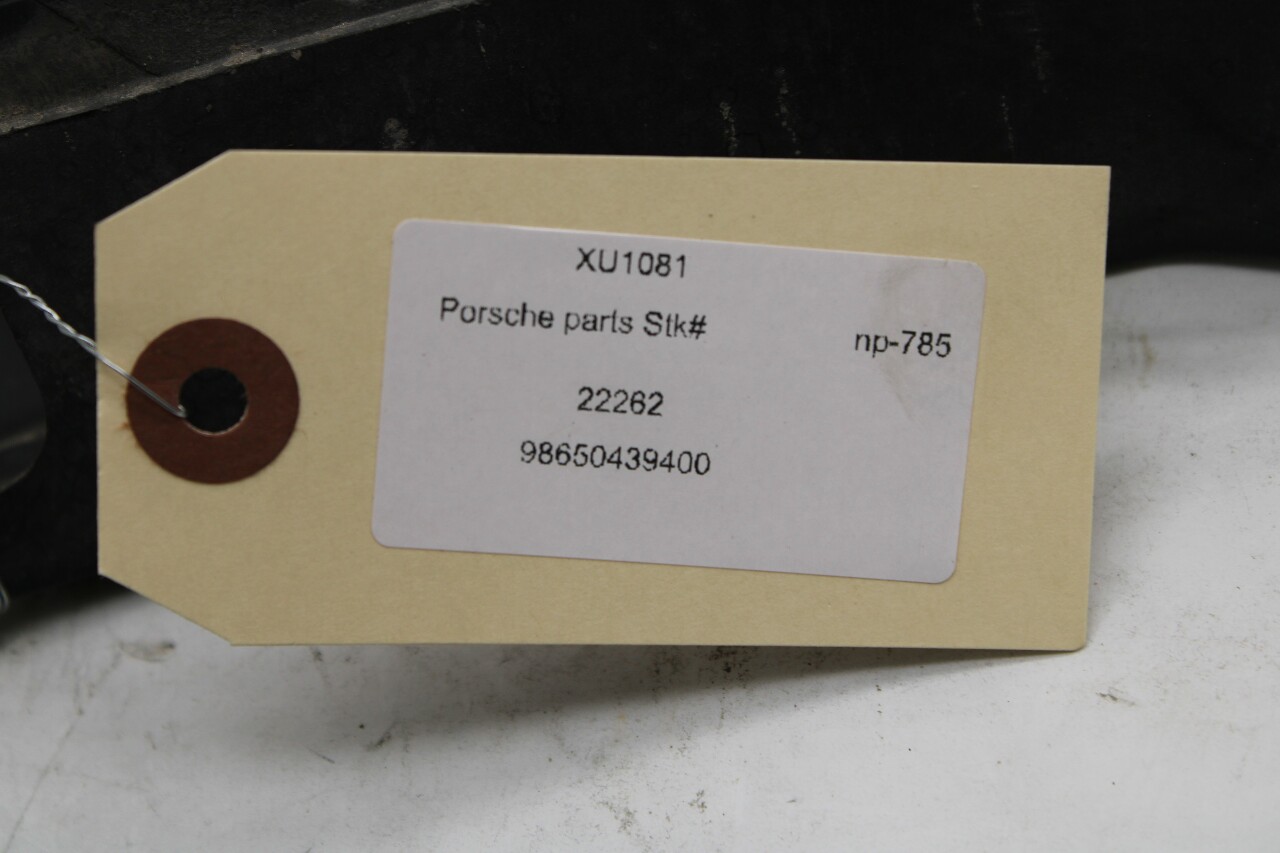 XU1081
Porsche parts Stk# np-785
22262
98650439400